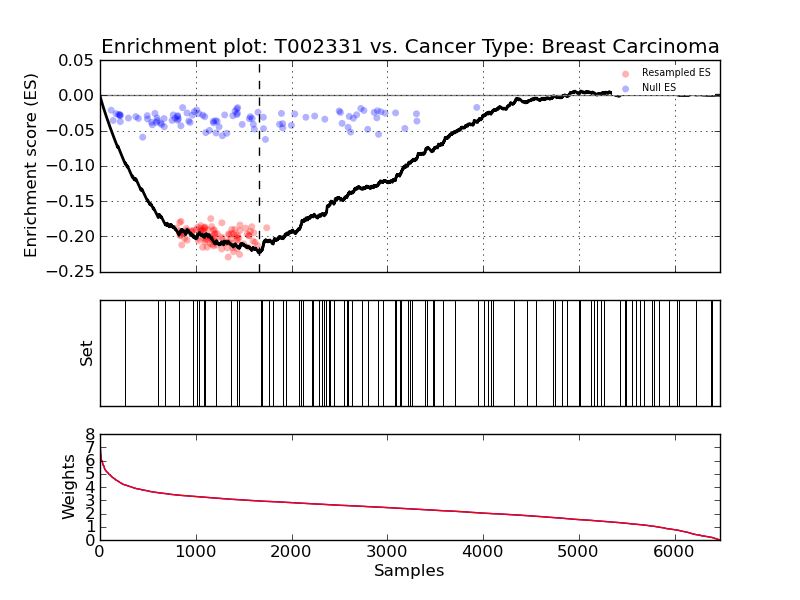 Enrichment plot: T002331 vs. Cancer Type: Breast Carcinoma
Enrichment score (ES)
0.05
0.00
−0.05
−0.10
−0.15
−0.20
−0.25
Resampled ES
Null ES
Set
Weights
8
7
6
5
4
3
2
1
0
0 1000 2000 3000 4000 5000 6000
Samples